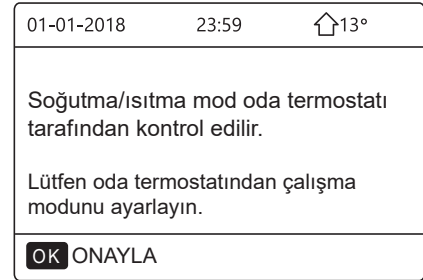 01-01-2018 23:59 13°
Soğutma/ısıtma mod oda termostatı
tarafından kontrol edilir.
Lütfen oda termostatından çalışma
modunu ayarlayın.
OK ONAYLA